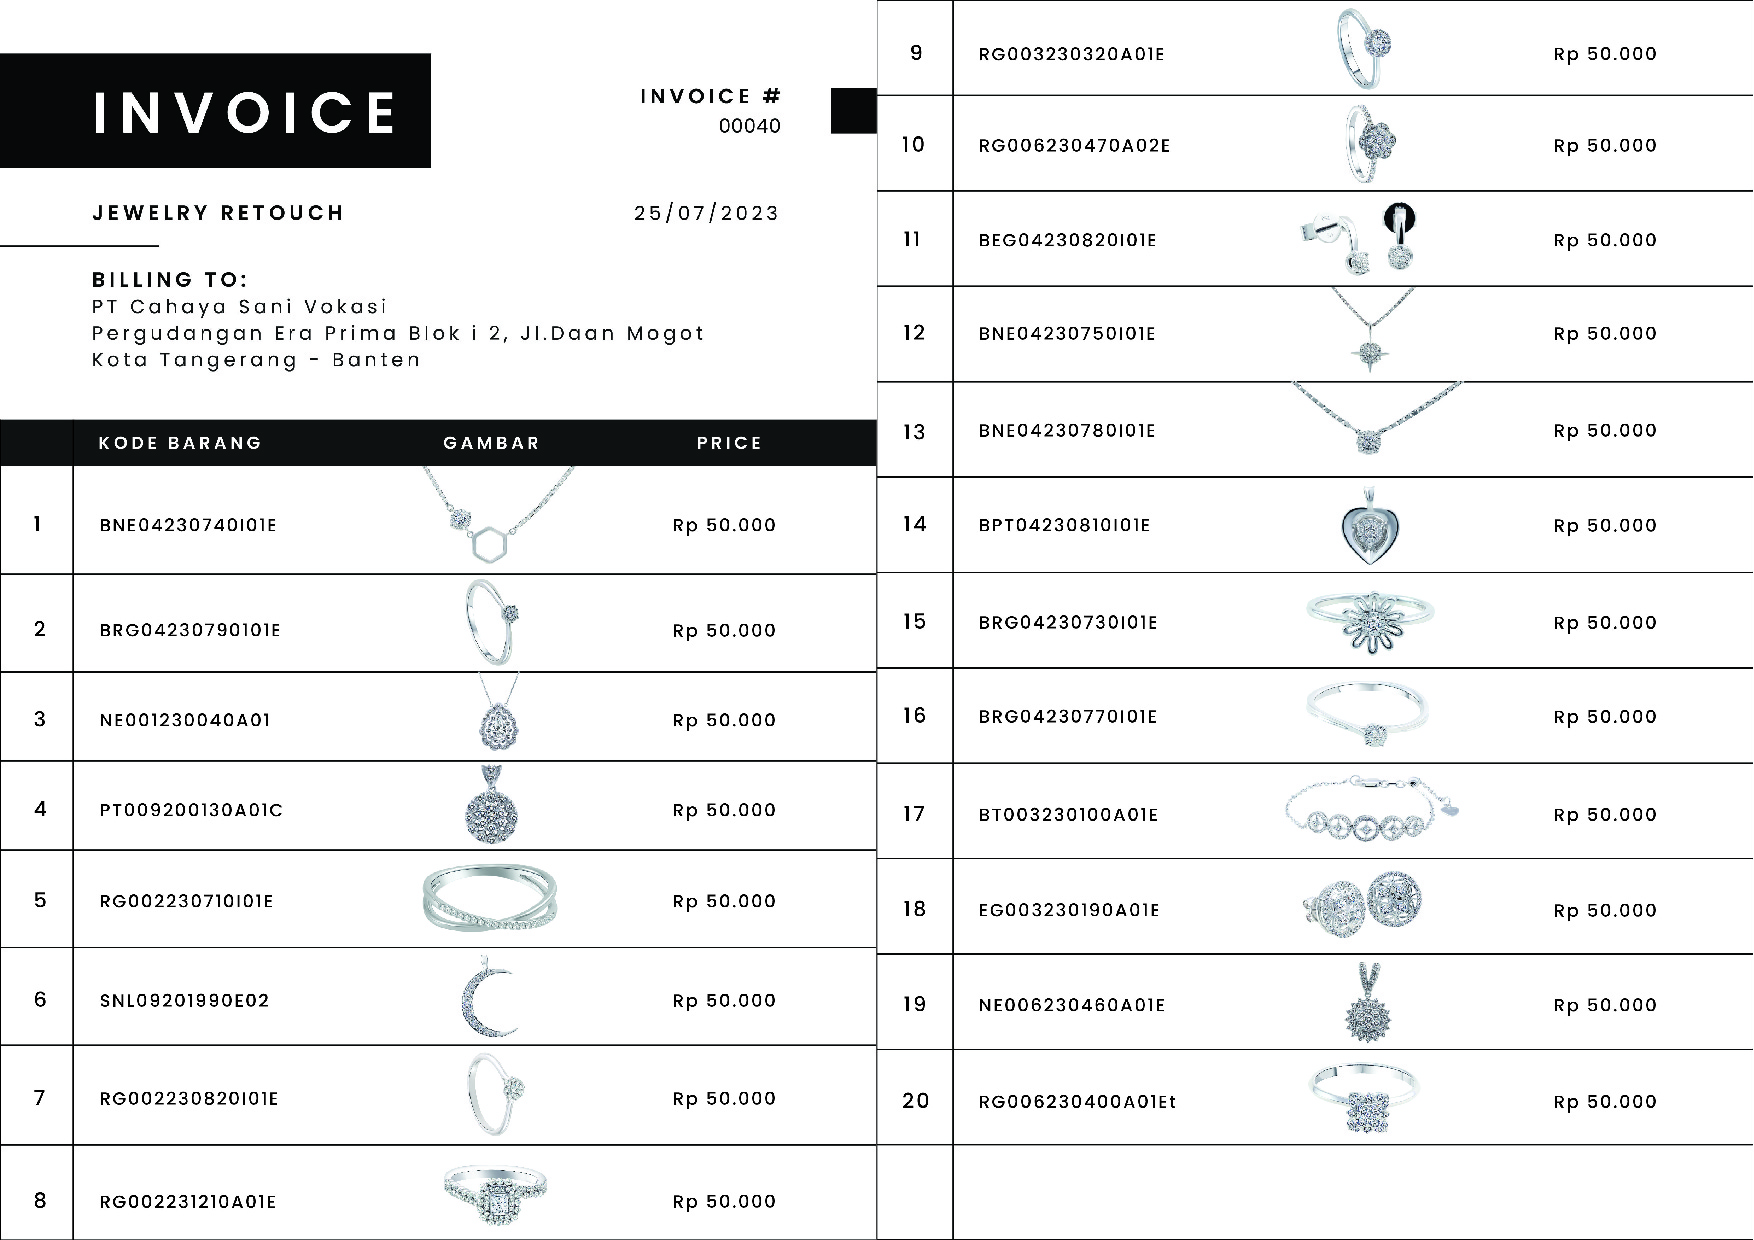 INVOICE
INVOICE #
00040
JEWELRY RETOUCH
25/07/2023
BILLING TO:
PT Cahaya Sani Vokasi
Pergudangan Era Prima Blok i 2, Jl.Daan Mogot
Kota Tangerang - Banten
KODE BARANG GAMBAR PRICE
1 BNE04230740I01E Rp 50.000
2 BRG04230790101E Rp 50.000
3 NE001230040A01 Rp 50.000
4 PT009200130A01C Rp 50.000
5 RG002230710I01E Rp 50.000
6 SNL09201990E02 Rp 50.000
7 RG002230820I01E Rp 50.000
8 RG002231210A01E Rp 50.000
9 RG003230320A01E Rp 50.000
10 RG006230470A02E Rp 50.000
11 BEG04230820I01E Rp 50.000
12 BNE04230750I01E Rp 50.000
13 BNE04230780I01E Rp 50.000
14 BPT04230810I01E Rp 50.000
15 BRG04230730I01E Rp 50.000
16 BRG04230770I01E Rp 50.000
17 BT003230100A01E Rp 50.000
18 EG003230190A01E Rp 50.000
19 NE006230460A01E Rp 50.000
20 RG006230400A01Et Rp 50.000